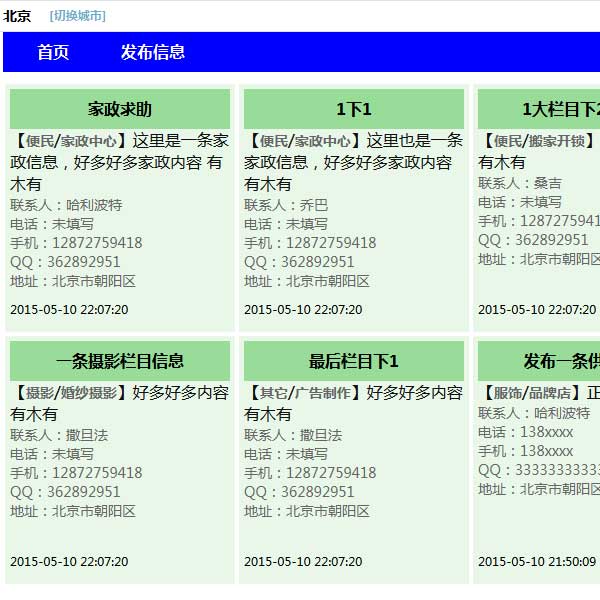 北京 [切换城市]
首页 发布信息
家政求助
【便民/家政中心】这里是一条家
政信息，好多好多家政内容 有
木有
联系人：哈利波特
电话：未填写
手机：12872759418
QQ：362892951
地址：北京市朝阳区
2015-05-10 22:07:20
1下1
【便民/家政中心】这里也是一条
家政信息，好多好多家政内容
有木有
联系人：乔巴
电话：未填写
手机：12872759418
QQ：362892951
地址：北京市朝阳区
2015-05-10 22:07:20
1大栏目下2
【便民/搬家开锁】
有木有
联系人：桑吉
电话：未填写
手机：1287275941
QQ：362892951
地址：北京市朝阳区
2015-05-10 22:07:20
一条摄影栏目信息
【摄影/婚纱摄影】好多好多内容
有木有
联系人：撒旦法
电话：未填写
手机：12872759418
QQ：362892951
地址：北京市朝阳区
2015-05-10 22:07:20
最后栏目下1
【其它/广告制作】好多好多内容
有木有
联系人：撒旦法
电话：未填写
手机：12872759418
QQ：362892951
地址：北京市朝阳区
2015-05-10 22:07:20
发布一条供
【服饰/品牌店】正
联系人：哈利波特
电话：138xxxx
手机：138xxxx
QQ：33333333333
地址：北京市朝阳区
2015-05-10 21:50:09